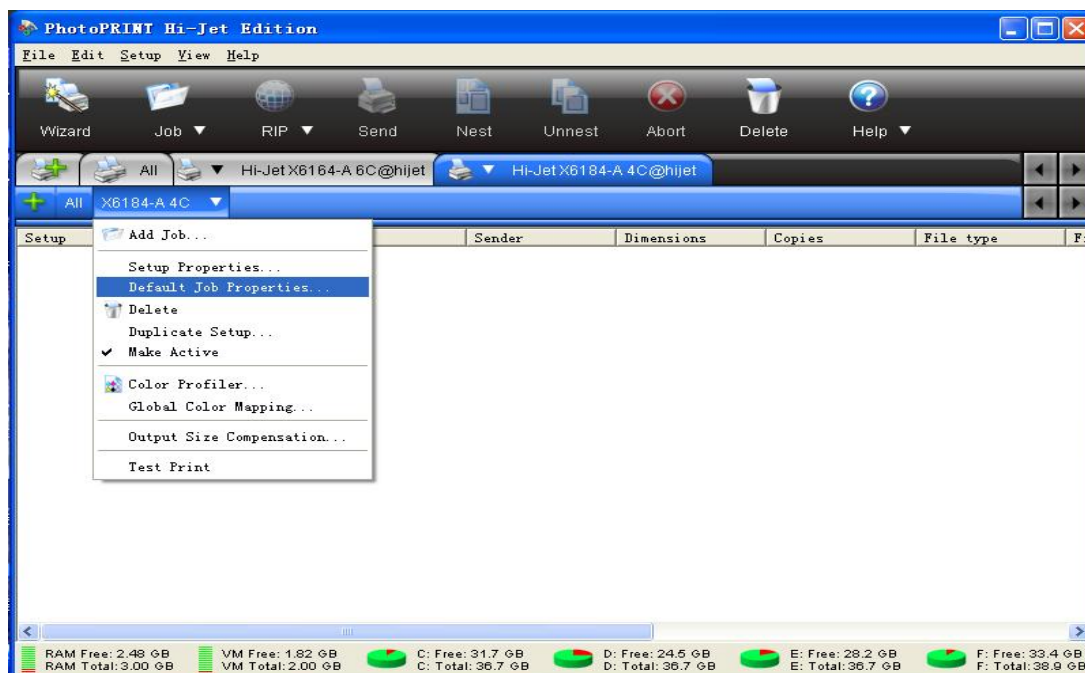 PhotoPRINT Hi-Jet Edition
File Edit Setup View Help
Wizard Job RIP Send Nest Unnest Abort Delete Help
All Hi-Jet X6164-A 6C@hijet Hi-Jet X6184-A 4C@hijet
All X6184-A 4C
Setup Sender Dimensions Copies File type
Add Job...
Setup Properties...
Default Job Properties...
Delete
Duplicate Setup...
Make Active
Color Profiler...
Global Color Mapping...
Output Size Compensation...
Test Print
RAM Free: 2.48 GB VM Free: 1.82 GB C: Free: 31.7 GB D: Free: 24.5 GB E: Free: 28.2 GB F: Free: 33.4 GB
RAM Total: 3.00 GB VM Total: 2.00 GB C: Total: 36.7 GB D: Total: 36.7 GB E: Total: 36.7 GB F: Total: 38.9 GB